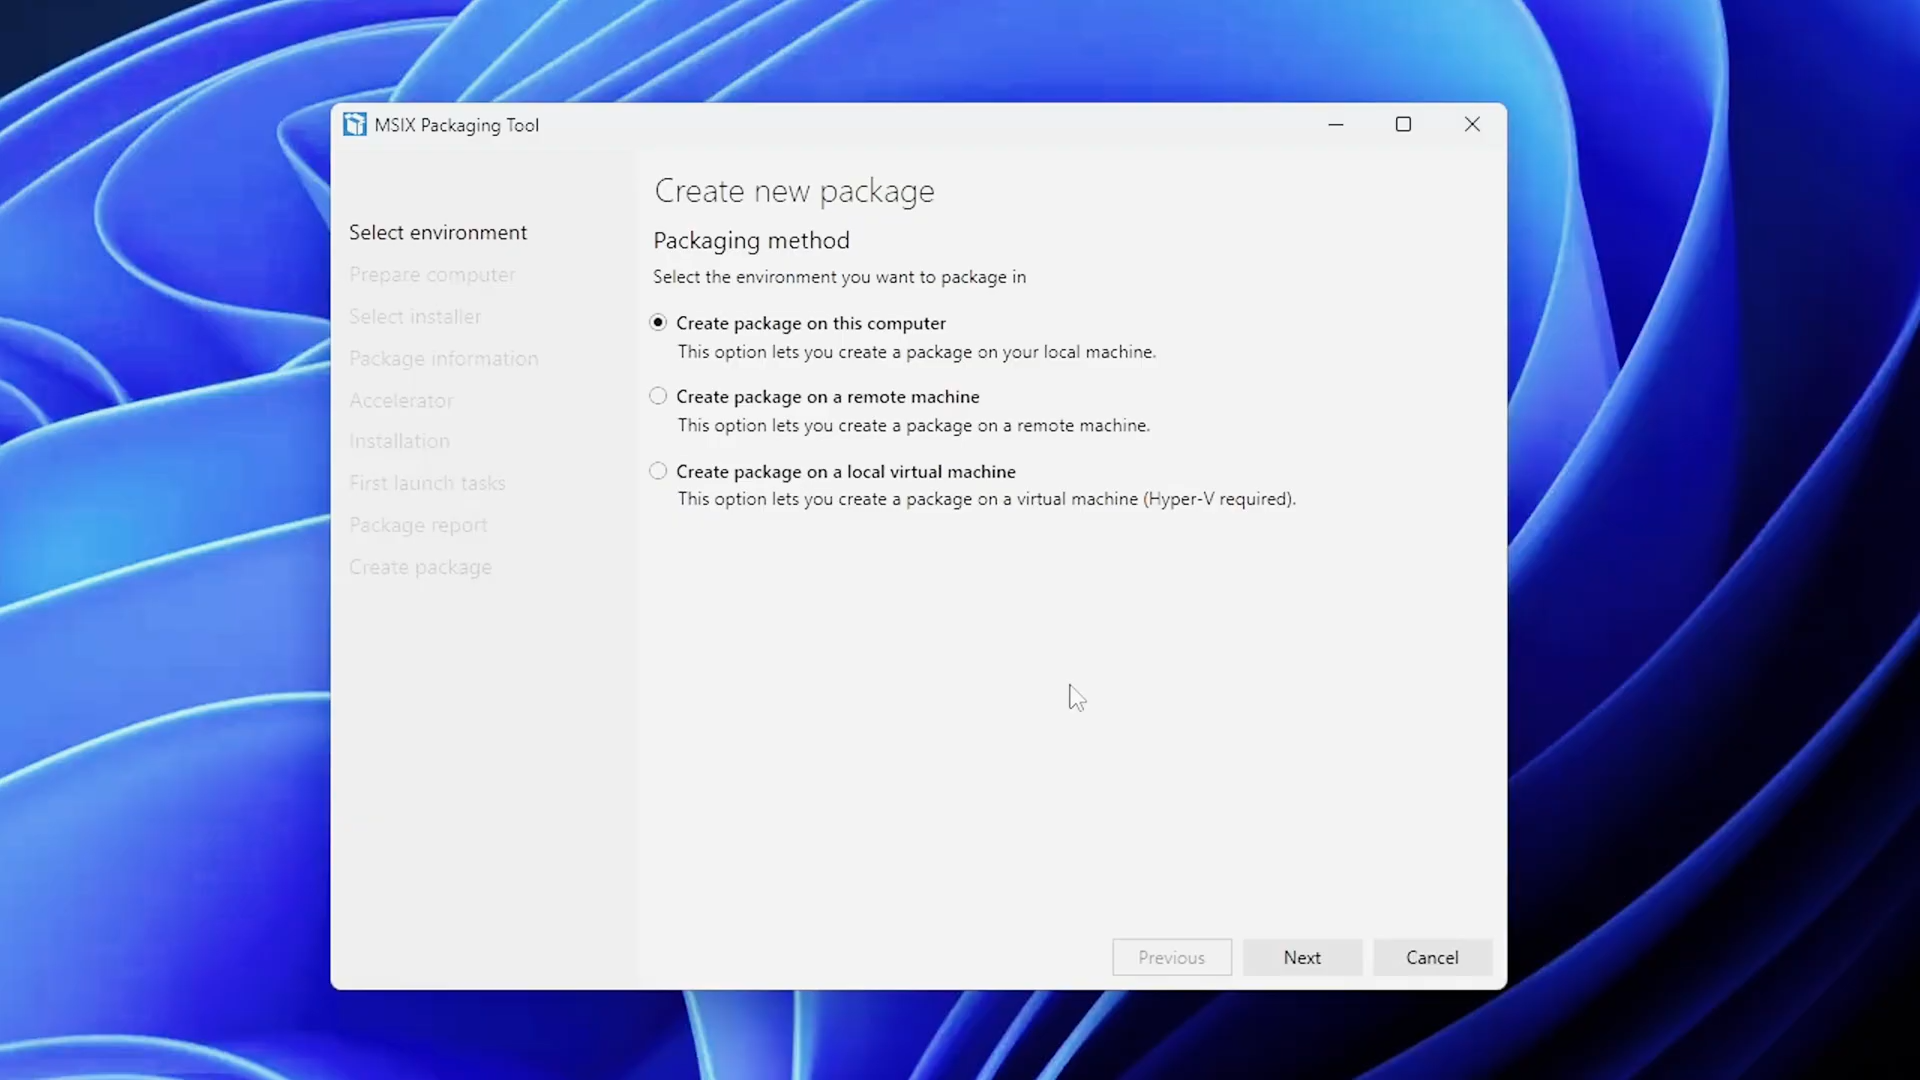 MSIX Packaging Tool
Select environment
Prepare computer
Select installer
Package information
Accelerator
Installation
First launch tasks
Package report
Create package
Create new package
Packaging method
Select the environment you want to package in
Create package on this computer
This option lets you create a package on your local machine.
Create package on a remote machine
This option lets you create a package on a remote machine.
Create package on a local virtual machine
This option lets you create a package on a virtual machine (Hyper-V required).
Previous
Next
Cancel